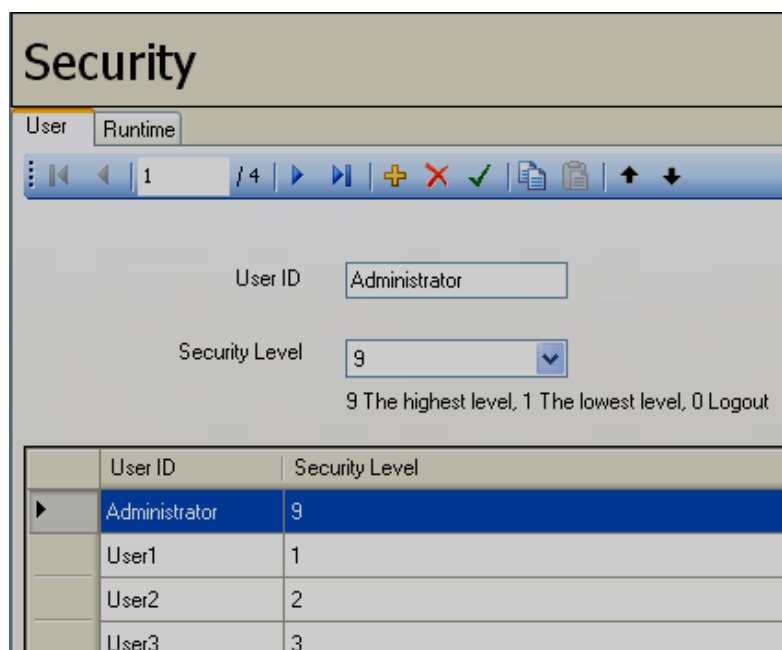 Security
User Runtime
1 / 4
User ID Administrator
Security Level 9
9 The highest level, 1 The lowest level, 0 Logout
User ID Security Level
Administrator 9
User1 1
User2 2
User3 3